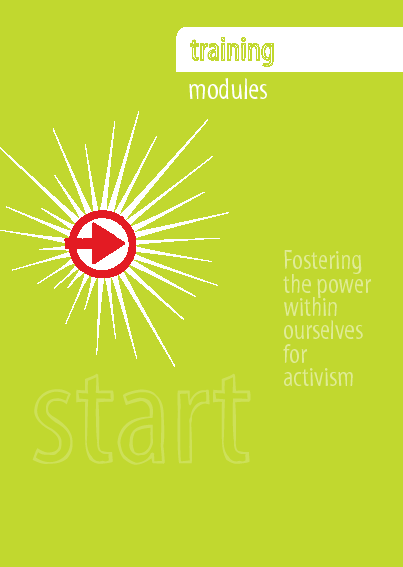 training
modules
Fostering
the power
within
ourselves
for
activism
start